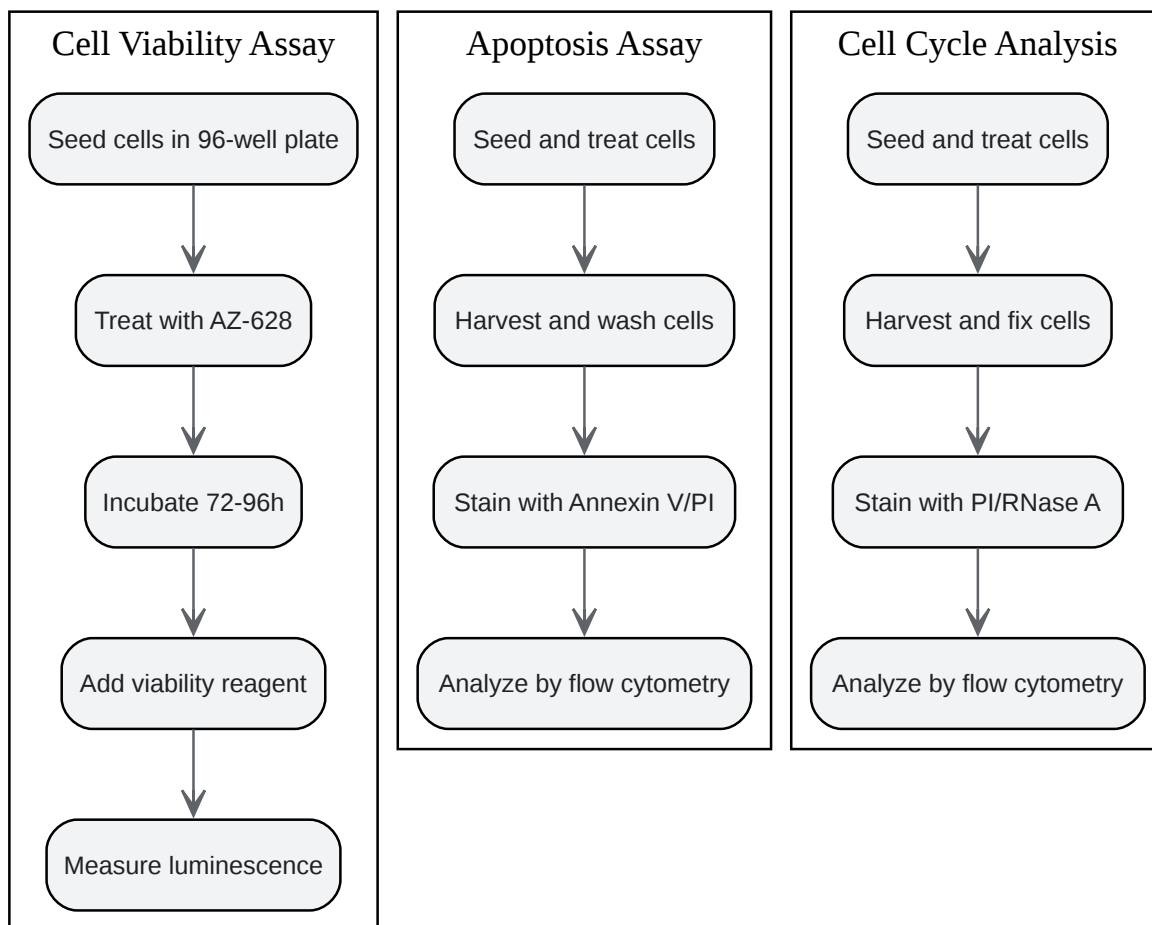 Cell Viability Assay
Seed cells in 96-well plate
Treat with AZ-628
Incubate 72-96h
Add viability reagent
Measure luminescence
Apoptosis Assay
Seed and treat cells
Harvest and wash cells
Stain with Annexin V/PI
Analyze by flow cytometry
Cell Cycle Analysis
Seed and treat cells
Harvest and fix cells
Stain with PI/RNase A
Analyze by flow cytometry